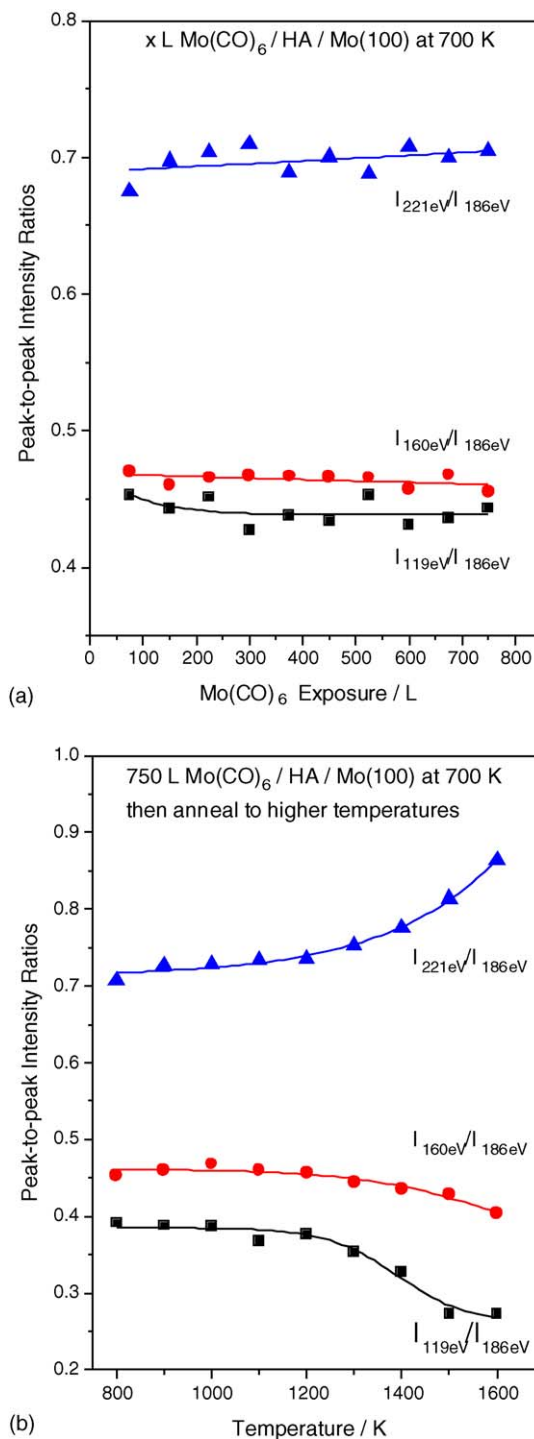 x L Mo(CO)6 / HA / Mo(100) at 700 K
0.8
0.7
0.6
0.5
0.4
Peak-to-peak Intensity Ratios
I221eV/I186eV
I160eV/I186eV
I119eV/I186eV
0 100 200 300 400 500 600 700 800
Mo(CO)6 Exposure / L
(a)
750 L Mo(CO)6 / HA / Mo(100) at 700 K
then anneal to higher temperatures
1.0
0.9
0.8
0.7
0.6
0.5
0.4
0.3
0.2
Peak-to-peak Intensity Ratios
I221eV/I186eV
I160eV/I186eV
I119eV/I186eV
800 1000 1200 1400 1600
Temperature / K
(b)